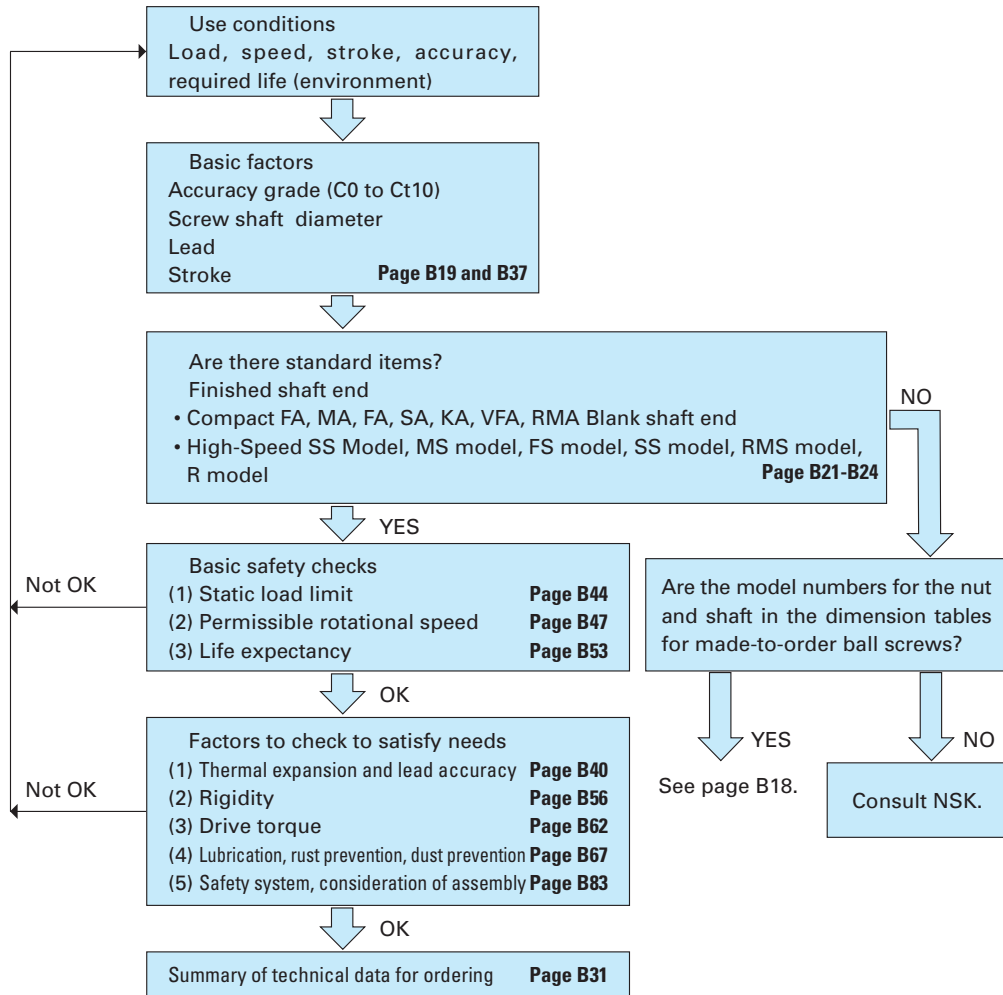 Use conditions
Load, speed, stroke, accuracy,
required life (environment)
Basic factors
Accuracy grade (C0 to Ct10)
Screw shaft diameter
Lead
Stroke Page B19 and B37
Are there standard items?
Finished shaft end
• Compact FA, MA, FA, SA, KA, VFA, RMA Blank shaft end
• High-Speed SS Model, MS model, FS model, SS model, RMS model,
R model Page B21-B24
NO
YES
Basic safety checks
(1) Static load limit Page B44
(2) Permissible rotational speed Page B47
(3) Life expectancy Page B53
Not OK
OK
Are the model numbers for the nut
and shaft in the dimension tables
for made-to-order ball screws?
YES
See page B18.
NO
Consult NSK.
Factors to check to satisfy needs
(1) Thermal expansion and lead accuracy Page B40
(2) Rigidity Page B56
(3) Drive torque Page B62
(4) Lubrication, rust prevention, dust prevention Page B67
(5) Safety system, consideration of assembly Page B83
Not OK
OK
Summary of technical data for ordering Page B31